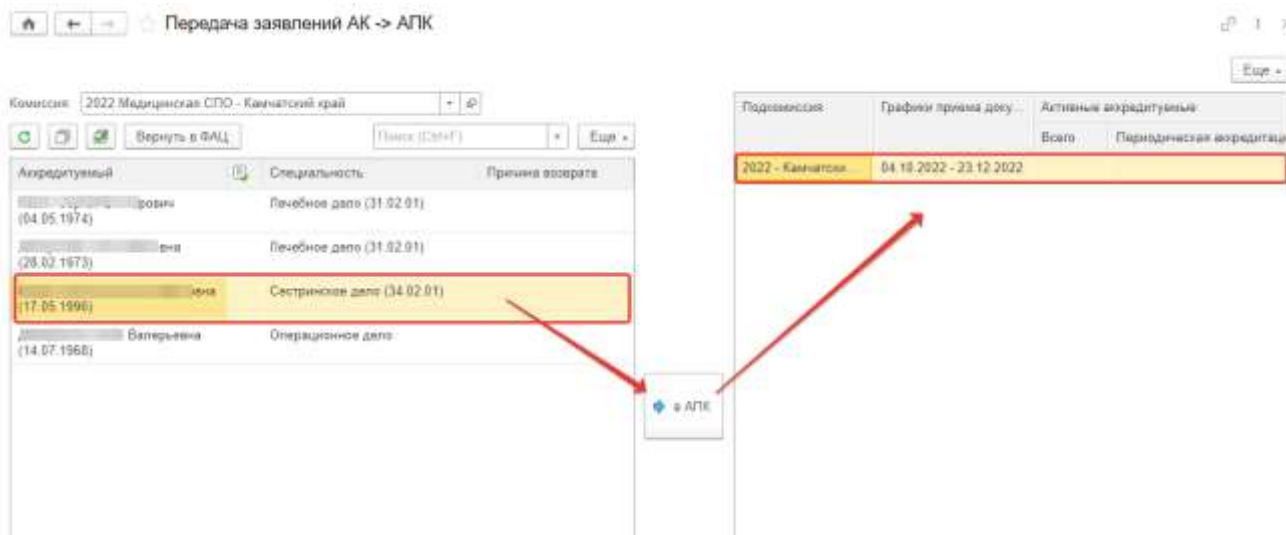 Передача заявлений АК -> АПК
Еще
Комиссия: 2022 Медицинская СПО - Камчатский край
Вернуть в ФАЦ
Поиск (Ctrl+F)
Еще
Аккредитуемый Специальность Причина возврата
рович Лечебное дело (31.02.01)
(04.05.1974)
вна Лечебное дело (31.02.01)
(28.02.1973)
евна Сестринское дело (34.02.01)
(17.05.1996)
Валерьевна Операционное дело
(14.07.1968)
в АПК
Подкомиссия Графики приема доку... Активные аккредитуемые
Всего Периодическая аккредитаци
2022 - Камчатски... 04.10.2022 - 23.12.2022